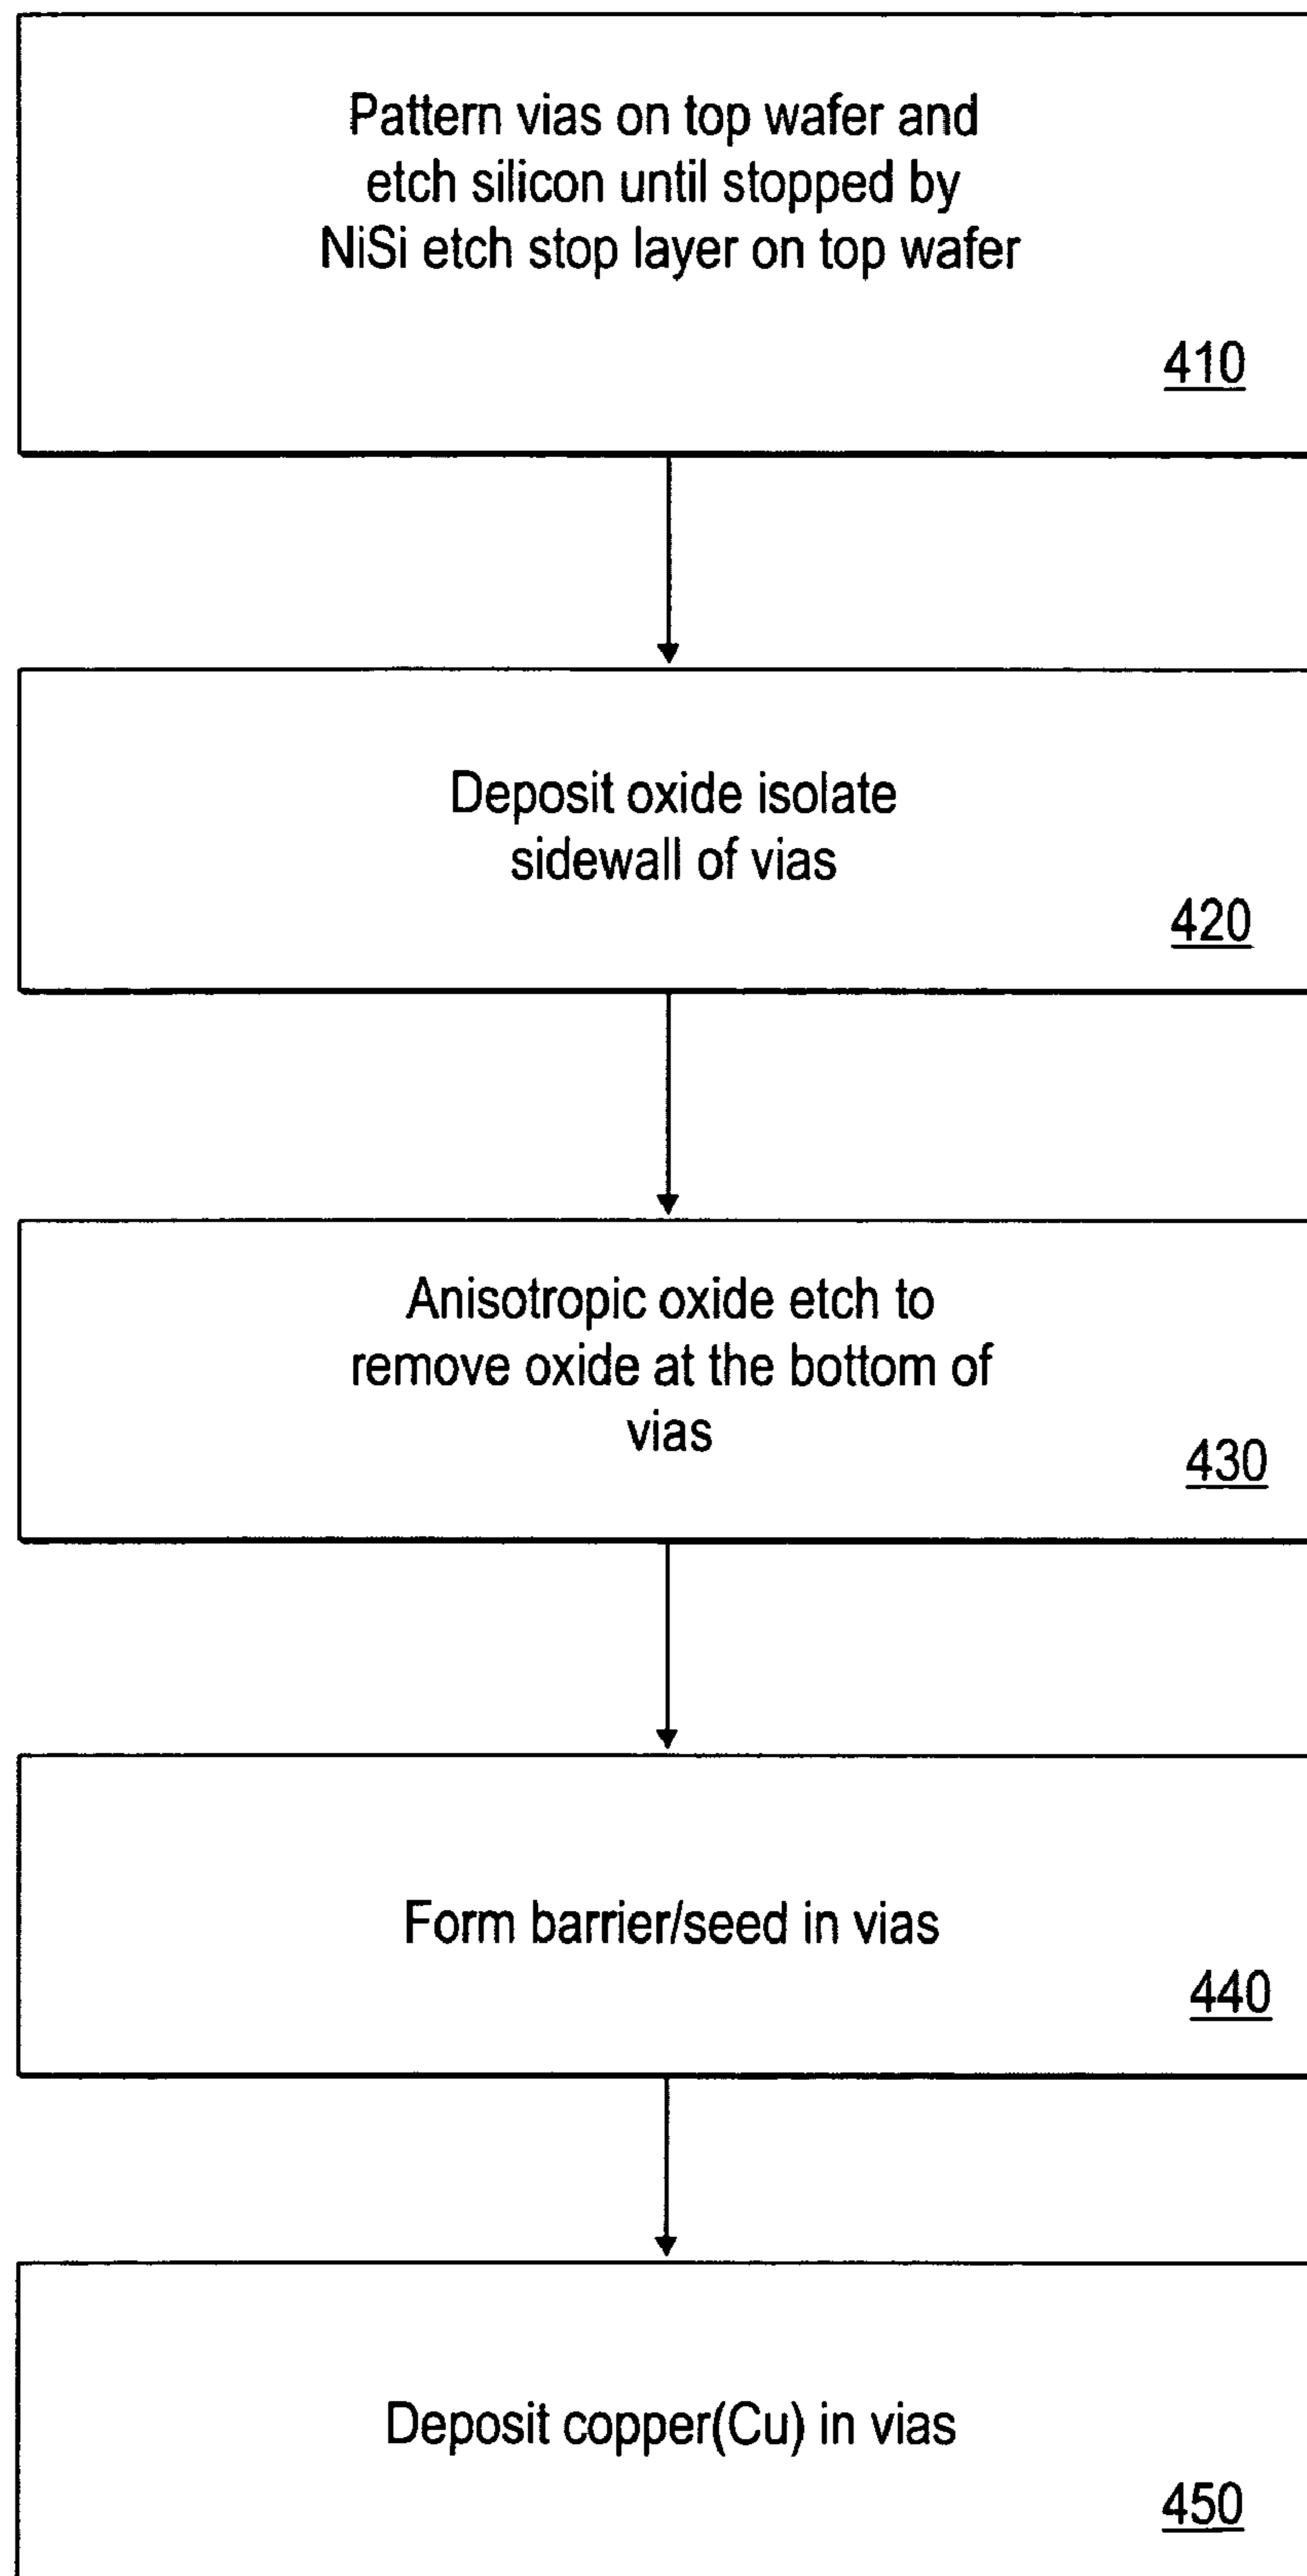 Pattern vias on top wafer and
etch silicon until stopped by
NiSi etch stop layer on top wafer
410
Deposit oxide isolate
sidewall of vias
420
Anisotropic oxide etch to
remove oxide at the bottom of
vias
430
Form barrier/seed in vias
440
Deposit copper(Cu) in vias
450